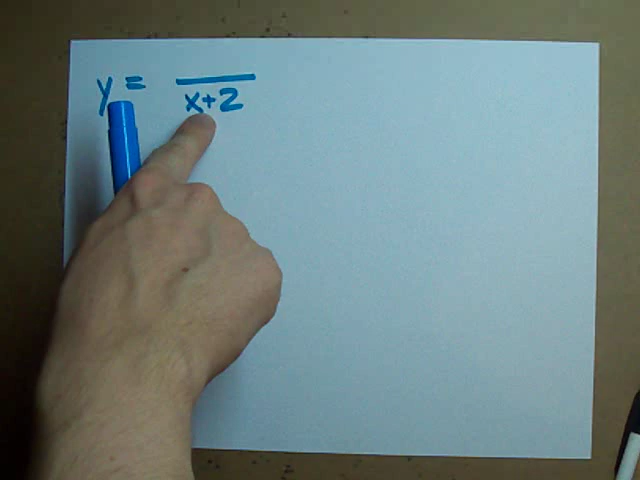 y = ‾‾‾‾
x+2